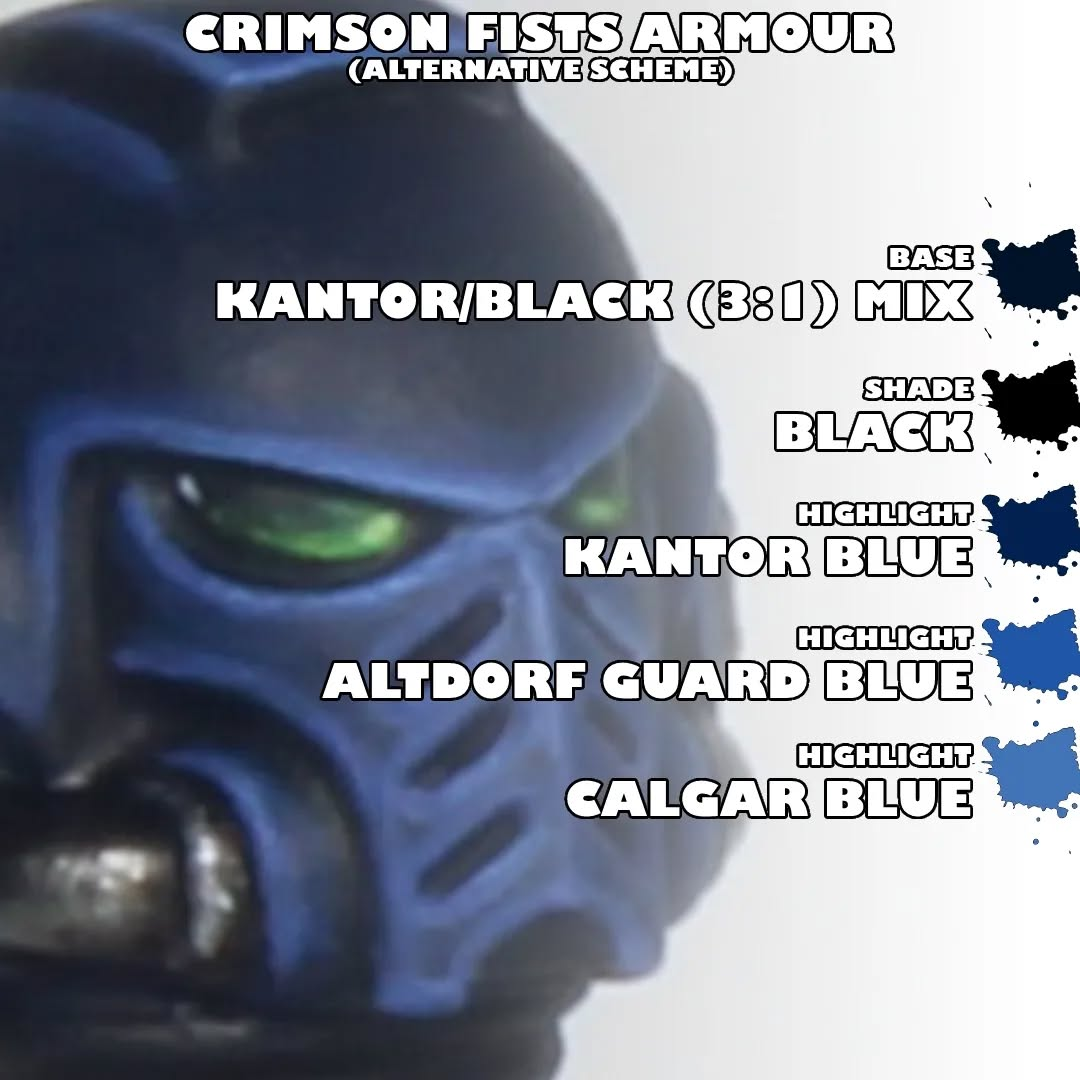 CRIMSON FISTS ARMOUR
(ALTERNATIVE SCHEME)
BASE
KANTOR/BLACK (3:1) MIX
SHADE
BLACK
HIGHLIGHT
KANTOR BLUE
HIGHLIGHT
ALTDORF GUARD BLUE
HIGHLIGHT
CALGAR BLUE